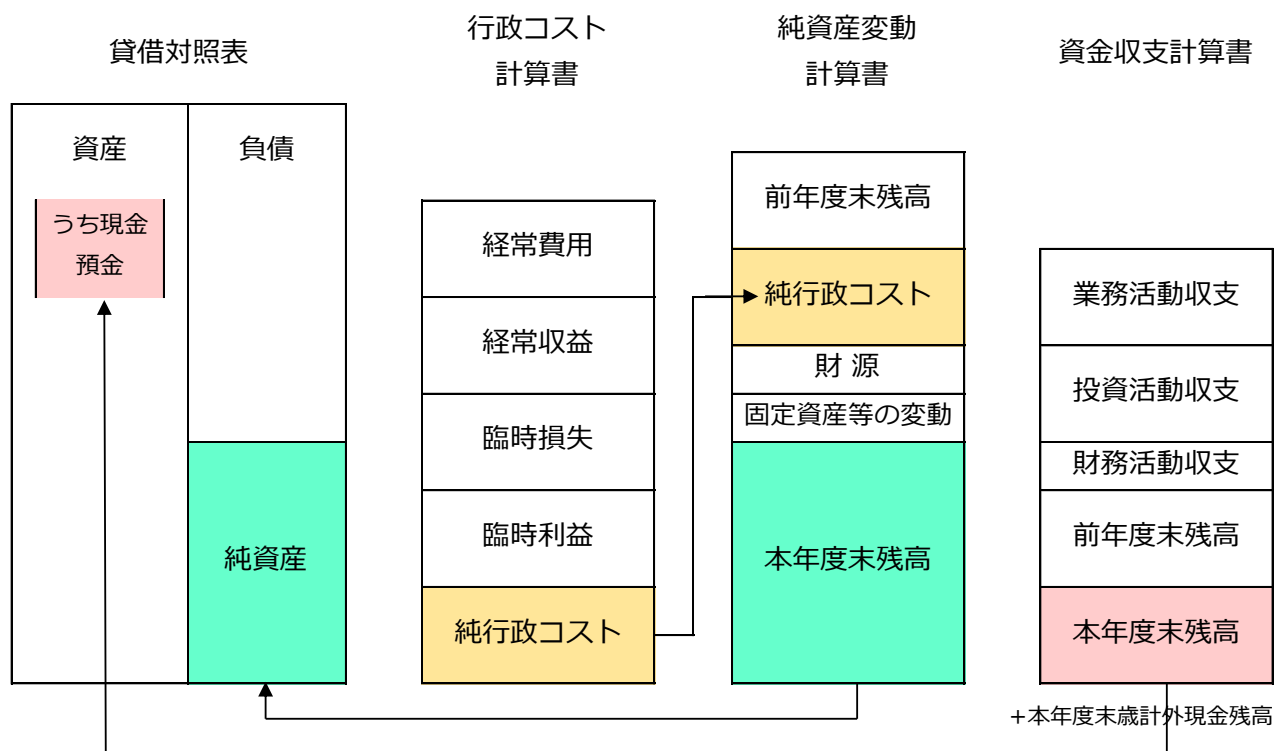 貸借対照表
資産
うち現金
預金
負債
純資産
行政コスト
計算書
経常費用
経常収益
臨時損失
臨時利益
純行政コスト
純資産変動
計算書
前年度末残高
純行政コスト
財 源
固定資産等の変動
本年度末残高
資金収支計算書
業務活動収支
投資活動収支
財務活動収支
前年度末残高
本年度末残高
+本年度末歳計外現金残高